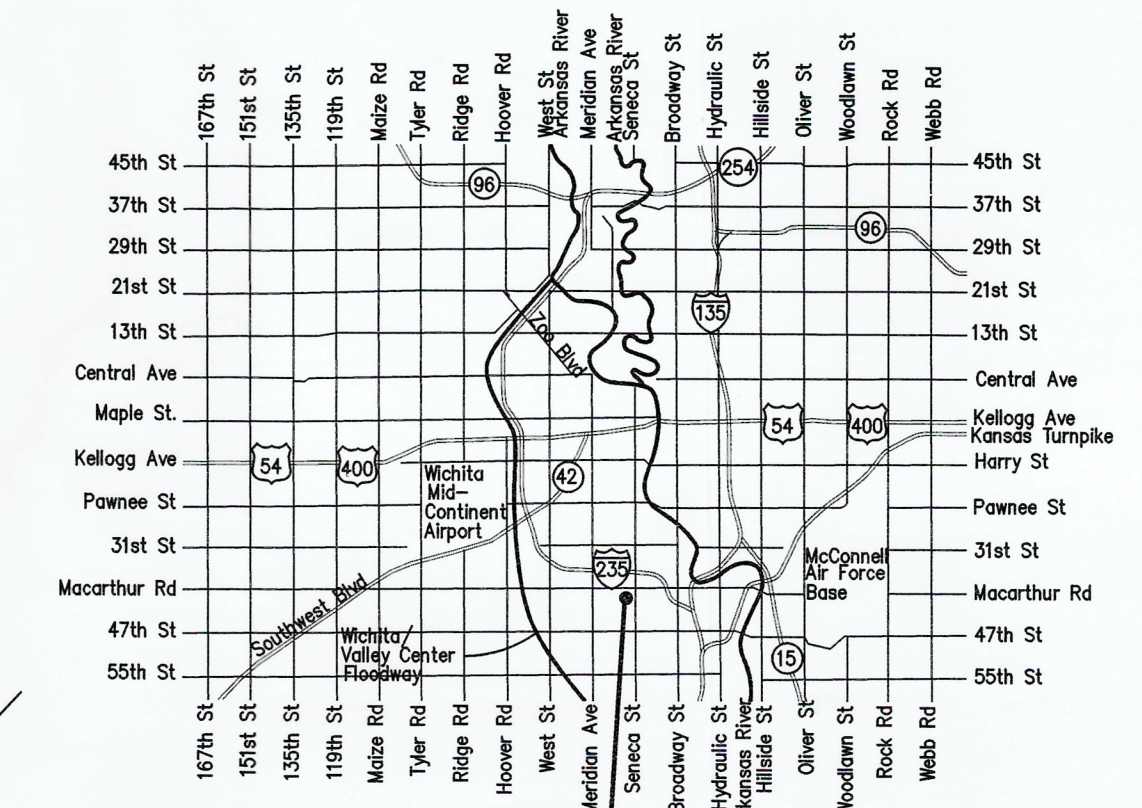 167th St
151st St
135th St
119th St
Maize Rd
Tyler Rd
Ridge Rd
Hoover Rd
West St
Arkansas River
Meridian Ave
Arkansas River
Seneca St
Broadway St
Hydraulic St
Hillside St
Oliver St
Woodlawn St
Rock Rd
Webb Rd
45th St
37th St
29th St
21st St
13th St
Central Ave
Maple St.
Kellogg Ave
Pawnee St
31st St
Macarthur Rd
47th St
55th St
96
254
96
135
Zoo Blvd
54
400
54
400
42
Wichita
Mid-
Continent
Airport
235
McConnell
Air Force
Base
Southwest Blvd
Wichita/
Valley Center
Floodway
15
45th St
37th St
29th St
21st St
13th St
Central Ave
Kellogg Ave
Kansas Turnpike
Harry St
Pawnee St
31st St
Macarthur Rd
47th St
55th St
167th St
151st St
135th St
119th St
Maize Rd
Tyler Rd
Ridge Rd
Hoover Rd
West St
Meridian Ave
Seneca St
Broadway St
Hydraulic St
kansas River
Hillside St
Oliver St
Woodlawn St
Rock Rd
Webb Rd